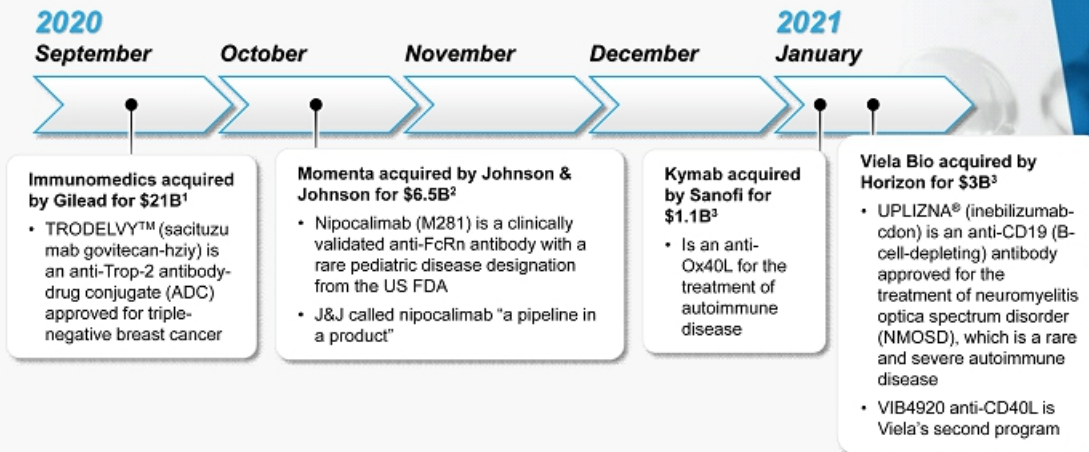 2020
2021
September
October
November
December
January
Immunomedics acquired
by Gilead for $21B¹
• TRODELVY™ (sacituzu
mab govitecan-hziy) is
an anti-Trop-2 antibody-
drug conjugate (ADC)
approved for triple-
negative breast cancer
Momenta acquired by Johnson &
Johnson for $6.5B²
• Nipocalimab (M281) is a clinically
validated anti-FcRn antibody with a
rare pediatric disease designation
from the US FDA
• J&J called nipocalimab “a pipeline in
a product”
Kymab acquired
by Sanofi for
$1.1B³
• Is an anti-
Ox40L for the
treatment of
autoimmune
disease
Viela Bio acquired by
Horizon for $3B³
• UPLIZNA® (inebilizumab-
cdon) is an anti-CD19 (B-
cell-depleting) antibody
approved for the
treatment of neuromyelitis
optica spectrum disorder
(NMOSD), which is a rare
and severe autoimmune
disease
• VIB4920 anti-CD40L is
Viela’s second program